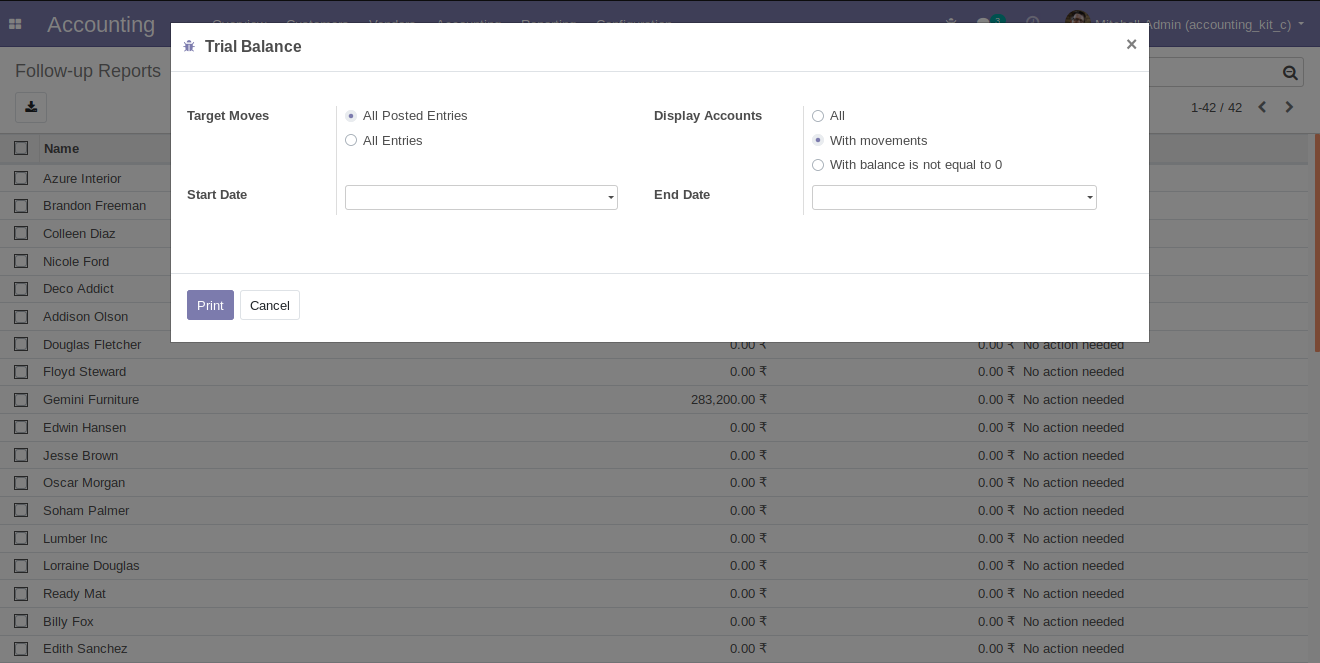 Accounting Overview Customers Vendors Accounting Reporting Configuration 3 Mitchell Admin (accounting_kit_c)
Trial Balance ×
Follow-up Reports
1-42 / 42
Target Moves All Posted Entries Display Accounts All
All Entries With movements
With balance is not equal to 0
Start Date End Date
Print Cancel
Name
Azure Interior
Brandon Freeman
Colleen Diaz
Nicole Ford
Deco Addict
Addison Olson
Douglas Fletcher 0.00 ₹ 0.00 ₹ No action needed
Floyd Steward 0.00 ₹ 0.00 ₹ No action needed
Gemini Furniture 283,200.00 ₹ 0.00 ₹ No action needed
Edwin Hansen 0.00 ₹ 0.00 ₹ No action needed
Jesse Brown 0.00 ₹ 0.00 ₹ No action needed
Oscar Morgan 0.00 ₹ 0.00 ₹ No action needed
Soham Palmer 0.00 ₹ 0.00 ₹ No action needed
Lumber Inc 0.00 ₹ 0.00 ₹ No action needed
Lorraine Douglas 0.00 ₹ 0.00 ₹ No action needed
Ready Mat 0.00 ₹ 0.00 ₹ No action needed
Billy Fox 0.00 ₹ 0.00 ₹ No action needed
Edith Sanchez 0.00 ₹ 0.00 ₹ No action needed